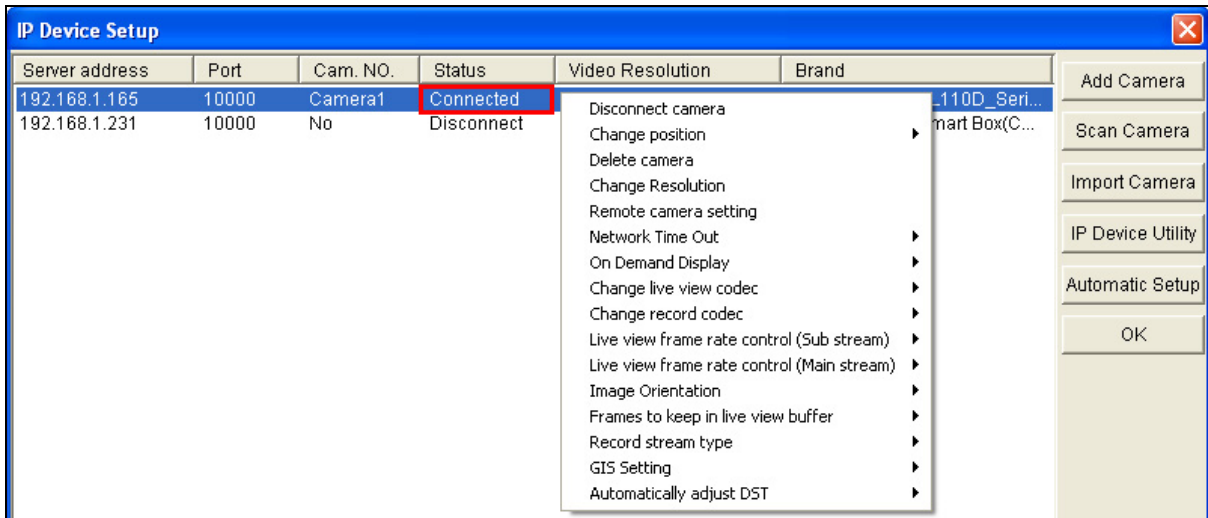 IP Device Setup
Server address Port Cam. NO. Status Video Resolution Brand
192.168.1.165 10000 Camera1 Connected _110D_Seri...
192.168.1.231 10000 No Disconnect mart Box(C...
Disconnect camera
Change position
Delete camera
Change Resolution
Remote camera setting
Network Time Out
On Demand Display
Change live view codec
Change record codec
Live view frame rate control (Sub stream)
Live view frame rate control (Main stream)
Image Orientation
Frames to keep in live view buffer
Record stream type
GIS Setting
Automatically adjust DST
Add Camera
Scan Camera
Import Camera
IP Device Utility
Automatic Setup
OK